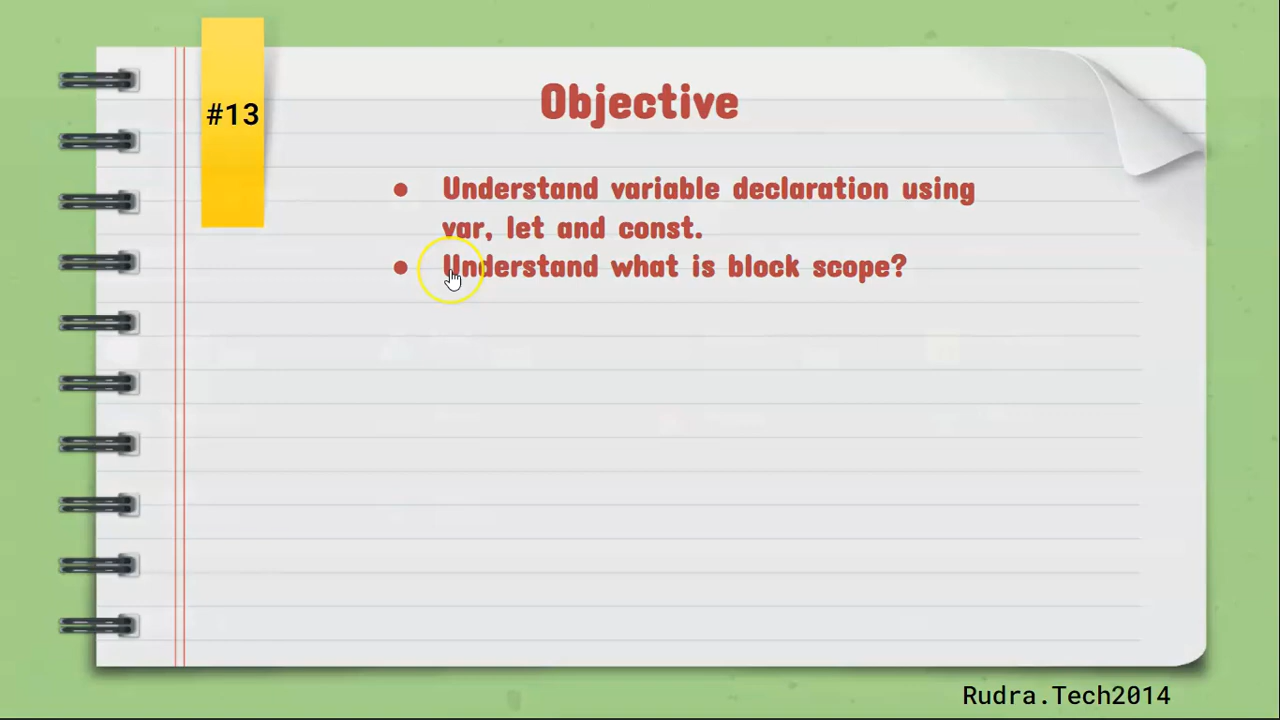 #13
Objective
● Understand variable declaration using
var, let and const.
● Understand what is block scope?
Rudra.Tech2014